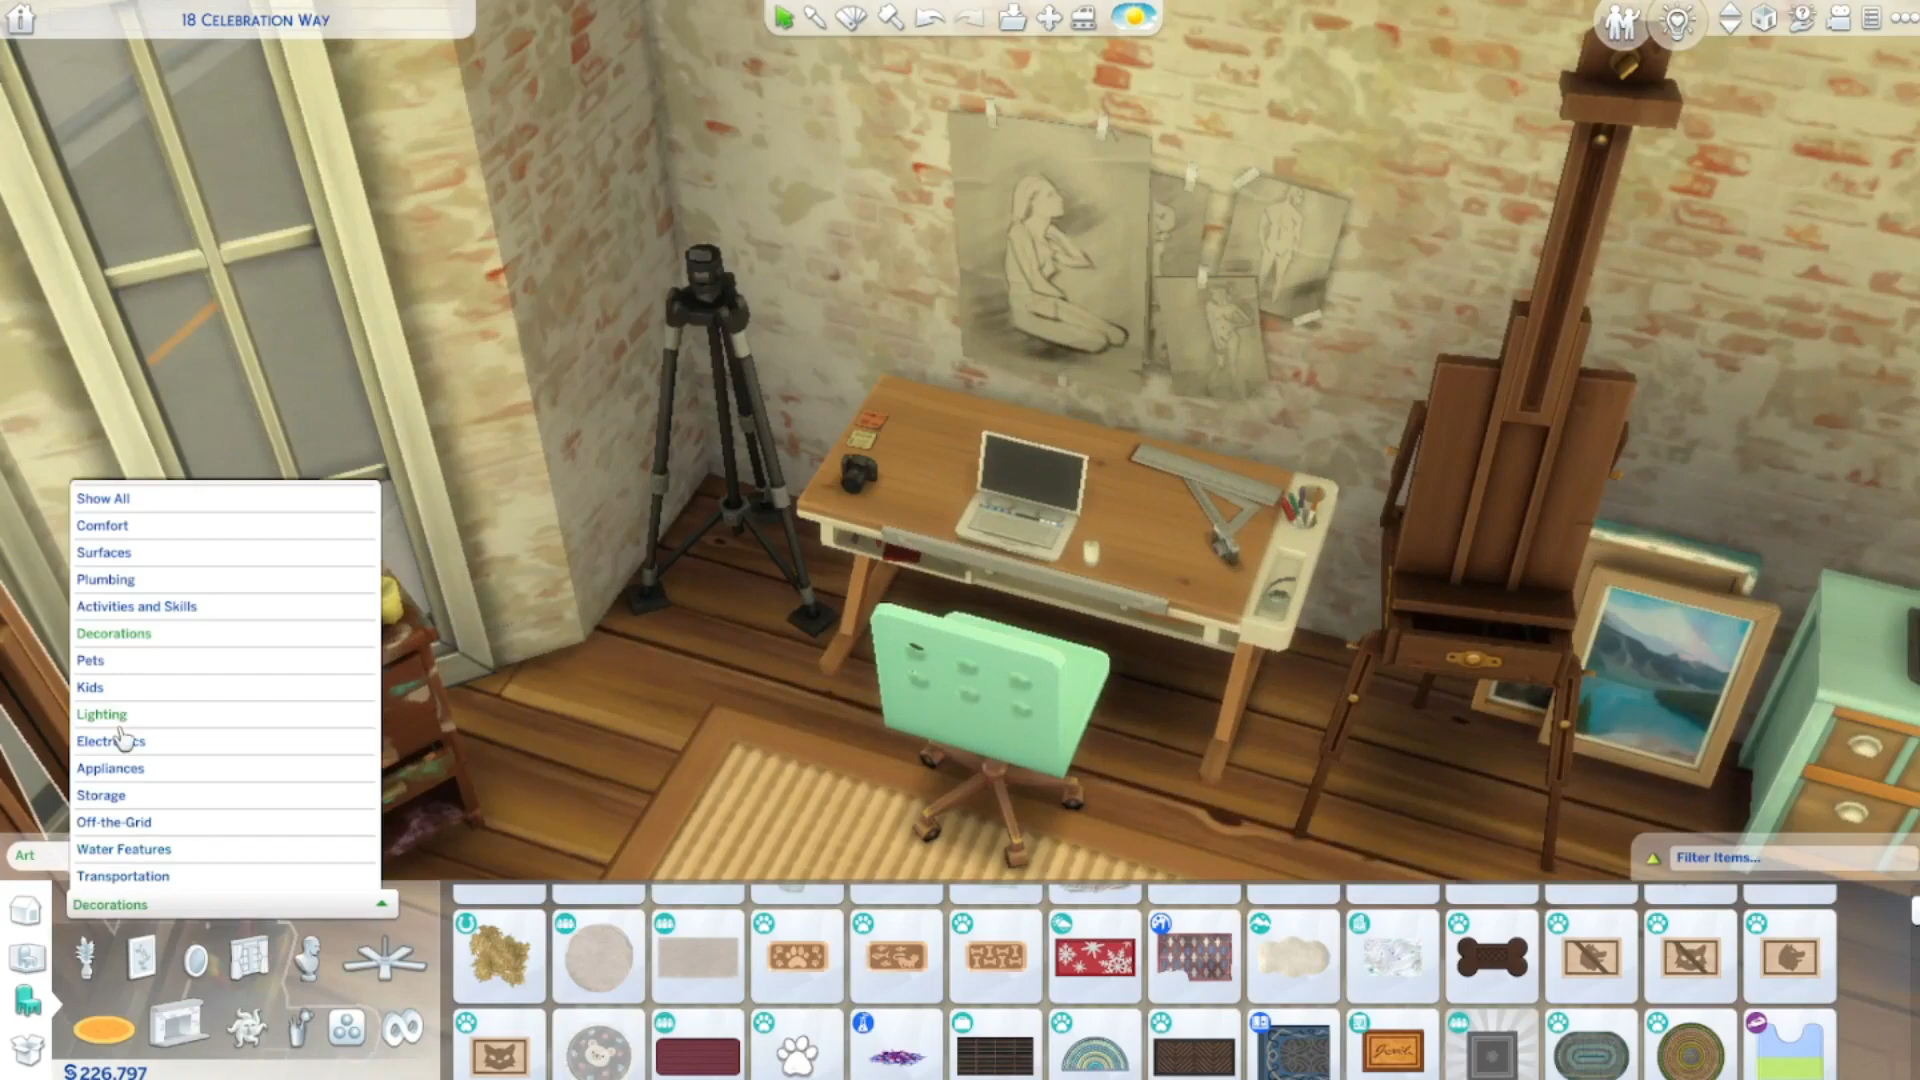 18 Celebration Way
Show All
Comfort
Surfaces
Plumbing
Activities and Skills
Decorations
Pets
Kids
Lighting
Electronics
Appliances
Storage
Off-the-Grid
Water Features
Transportation
Art
Filter Items...
Decorations
§226,797